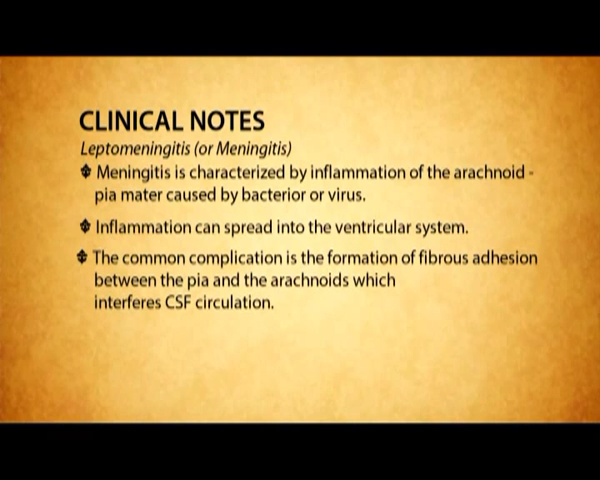 CLINICAL NOTES
Leptomeningitis (or Meningitis)
Meningitis is characterized by inflammation of the arachnoid -
pia mater caused by bacterior or virus.
Inflammation can spread into the ventricular system.
The common complication is the formation of fibrous adhesion
between the pia and the arachnoids which
interferes CSF circulation.